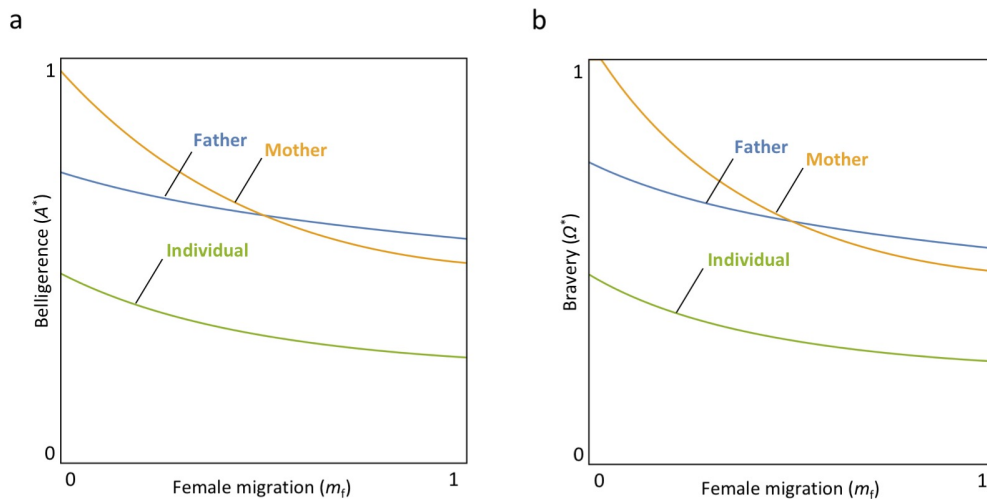 a
1
Father
Mother
Individual
Belligerence (A*)
0
0
1
Female migration (mf)
b
1
Father
Mother
Individual
Bravery (Ω*)
0
0
1
Female migration (mf)